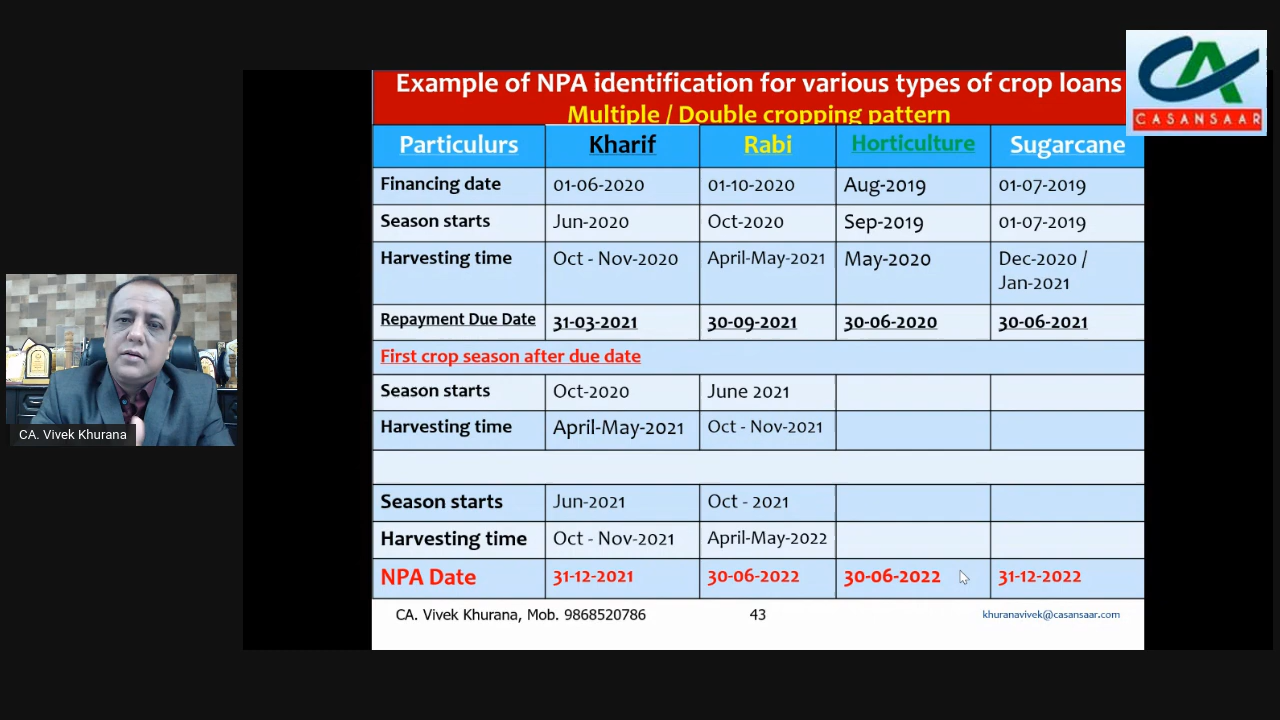 Example of NPA identification for various types of crop loans
Multiple / Double cropping pattern
CA
CASANSAAR
Particulurs Kharif Rabi Horticulture Sugarcane
Financing date 01-06-2020 01-10-2020 Aug-2019 01-07-2019
Season starts Jun-2020 Oct-2020 Sep-2019 01-07-2019
Harvesting time Oct - Nov-2020 April-May-2021 May-2020 Dec-2020 /
Jan-2021
Repayment Due Date 31-03-2021 30-09-2021 30-06-2020 30-06-2021
First crop season after due date
Season starts Oct-2020 June 2021
Harvesting time April-May-2021 Oct - Nov-2021
Season starts Jun-2021 Oct - 2021
Harvesting time Oct - Nov-2021 April-May-2022
NPA Date 31-12-2021 30-06-2022 30-06-2022 31-12-2022
CA. Vivek Khurana, Mob. 9868520786 43 khuranavivek@casansaar.com
CA. Vivek Khurana